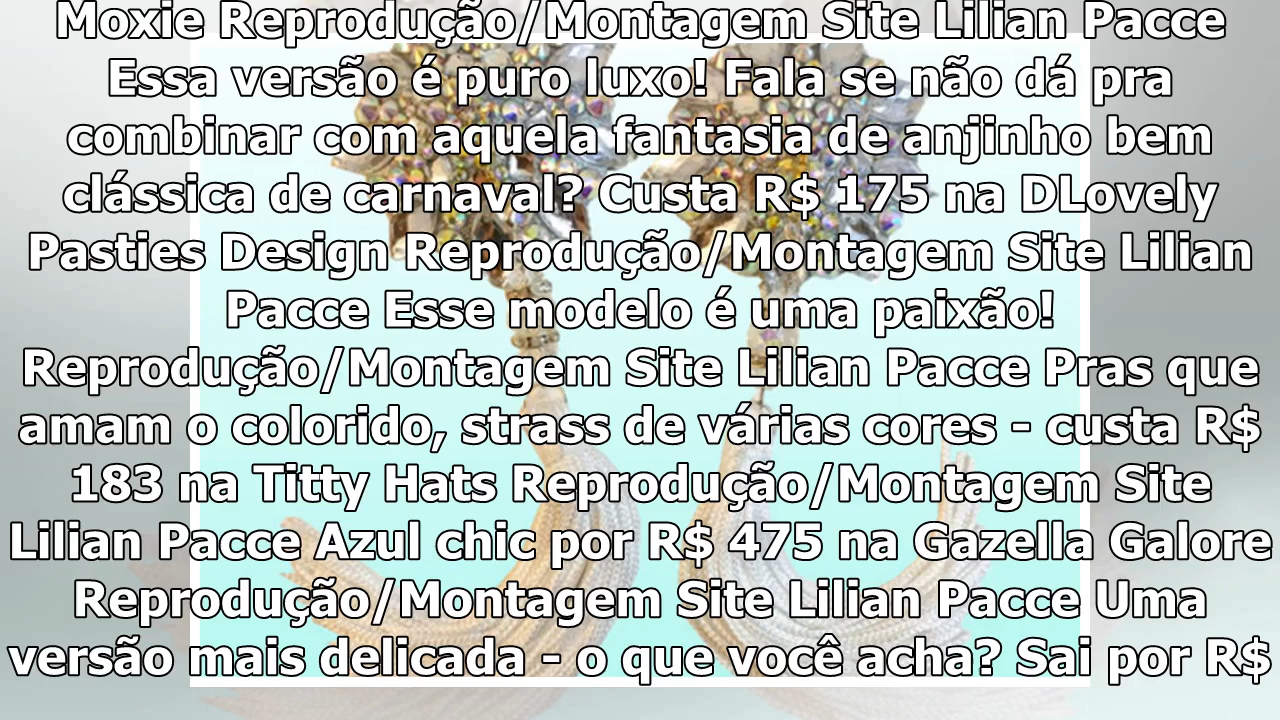 Moxie Reprodução/Montagem Site Lilian Pacce
Essa versão é puro luxo! Fala se não dá pra
combinar com aquela fantasia de anjinho bem
clássica de carnaval? Custa R$ 175 na DLovely
Pasties Design Reprodução/Montagem Site Lilian
Pacce Esse modelo é uma paixão!
Reprodução/Montagem Site Lilian Pacce Pras que
amam o colorido, strass de várias cores - custa R$
183 na Titty Hats Reprodução/Montagem Site
Lilian Pacce Azul chic por R$ 475 na Gazella Galore
Reprodução/Montagem Site Lilian Pacce Uma
versão mais delicada - o que você acha? Sai por R$